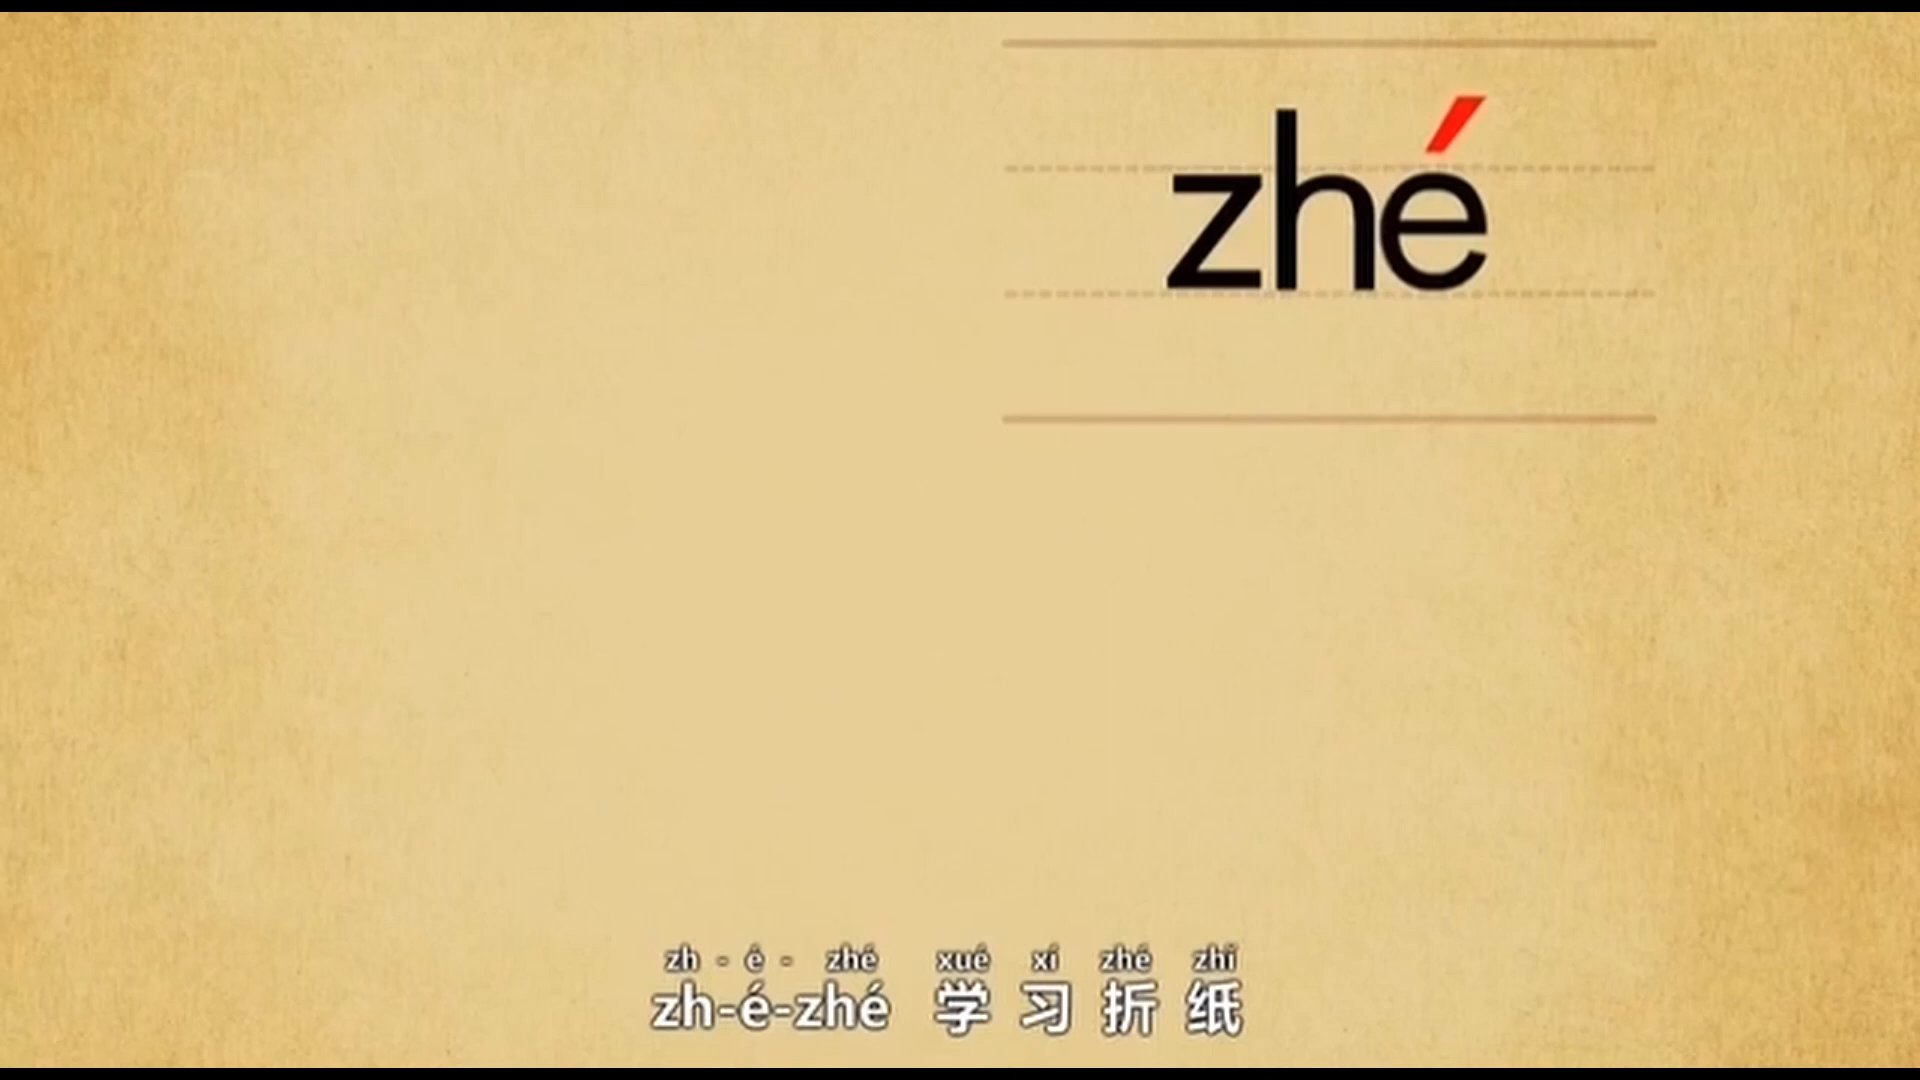 zhé
zh - é - zhé xué xí zhé zhǐ
zh-é-zhé 学 习 折 纸